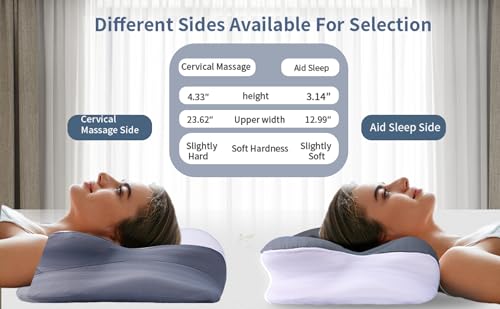 Different Sides Available For Selection
Cervical Massage
Aid Sleep
4.33" height 3.14"
23.62" Upper width 12.99"
Slightly Hard Soft Hardness Slightly Soft
Cervical Massage Side
Aid Sleep Side